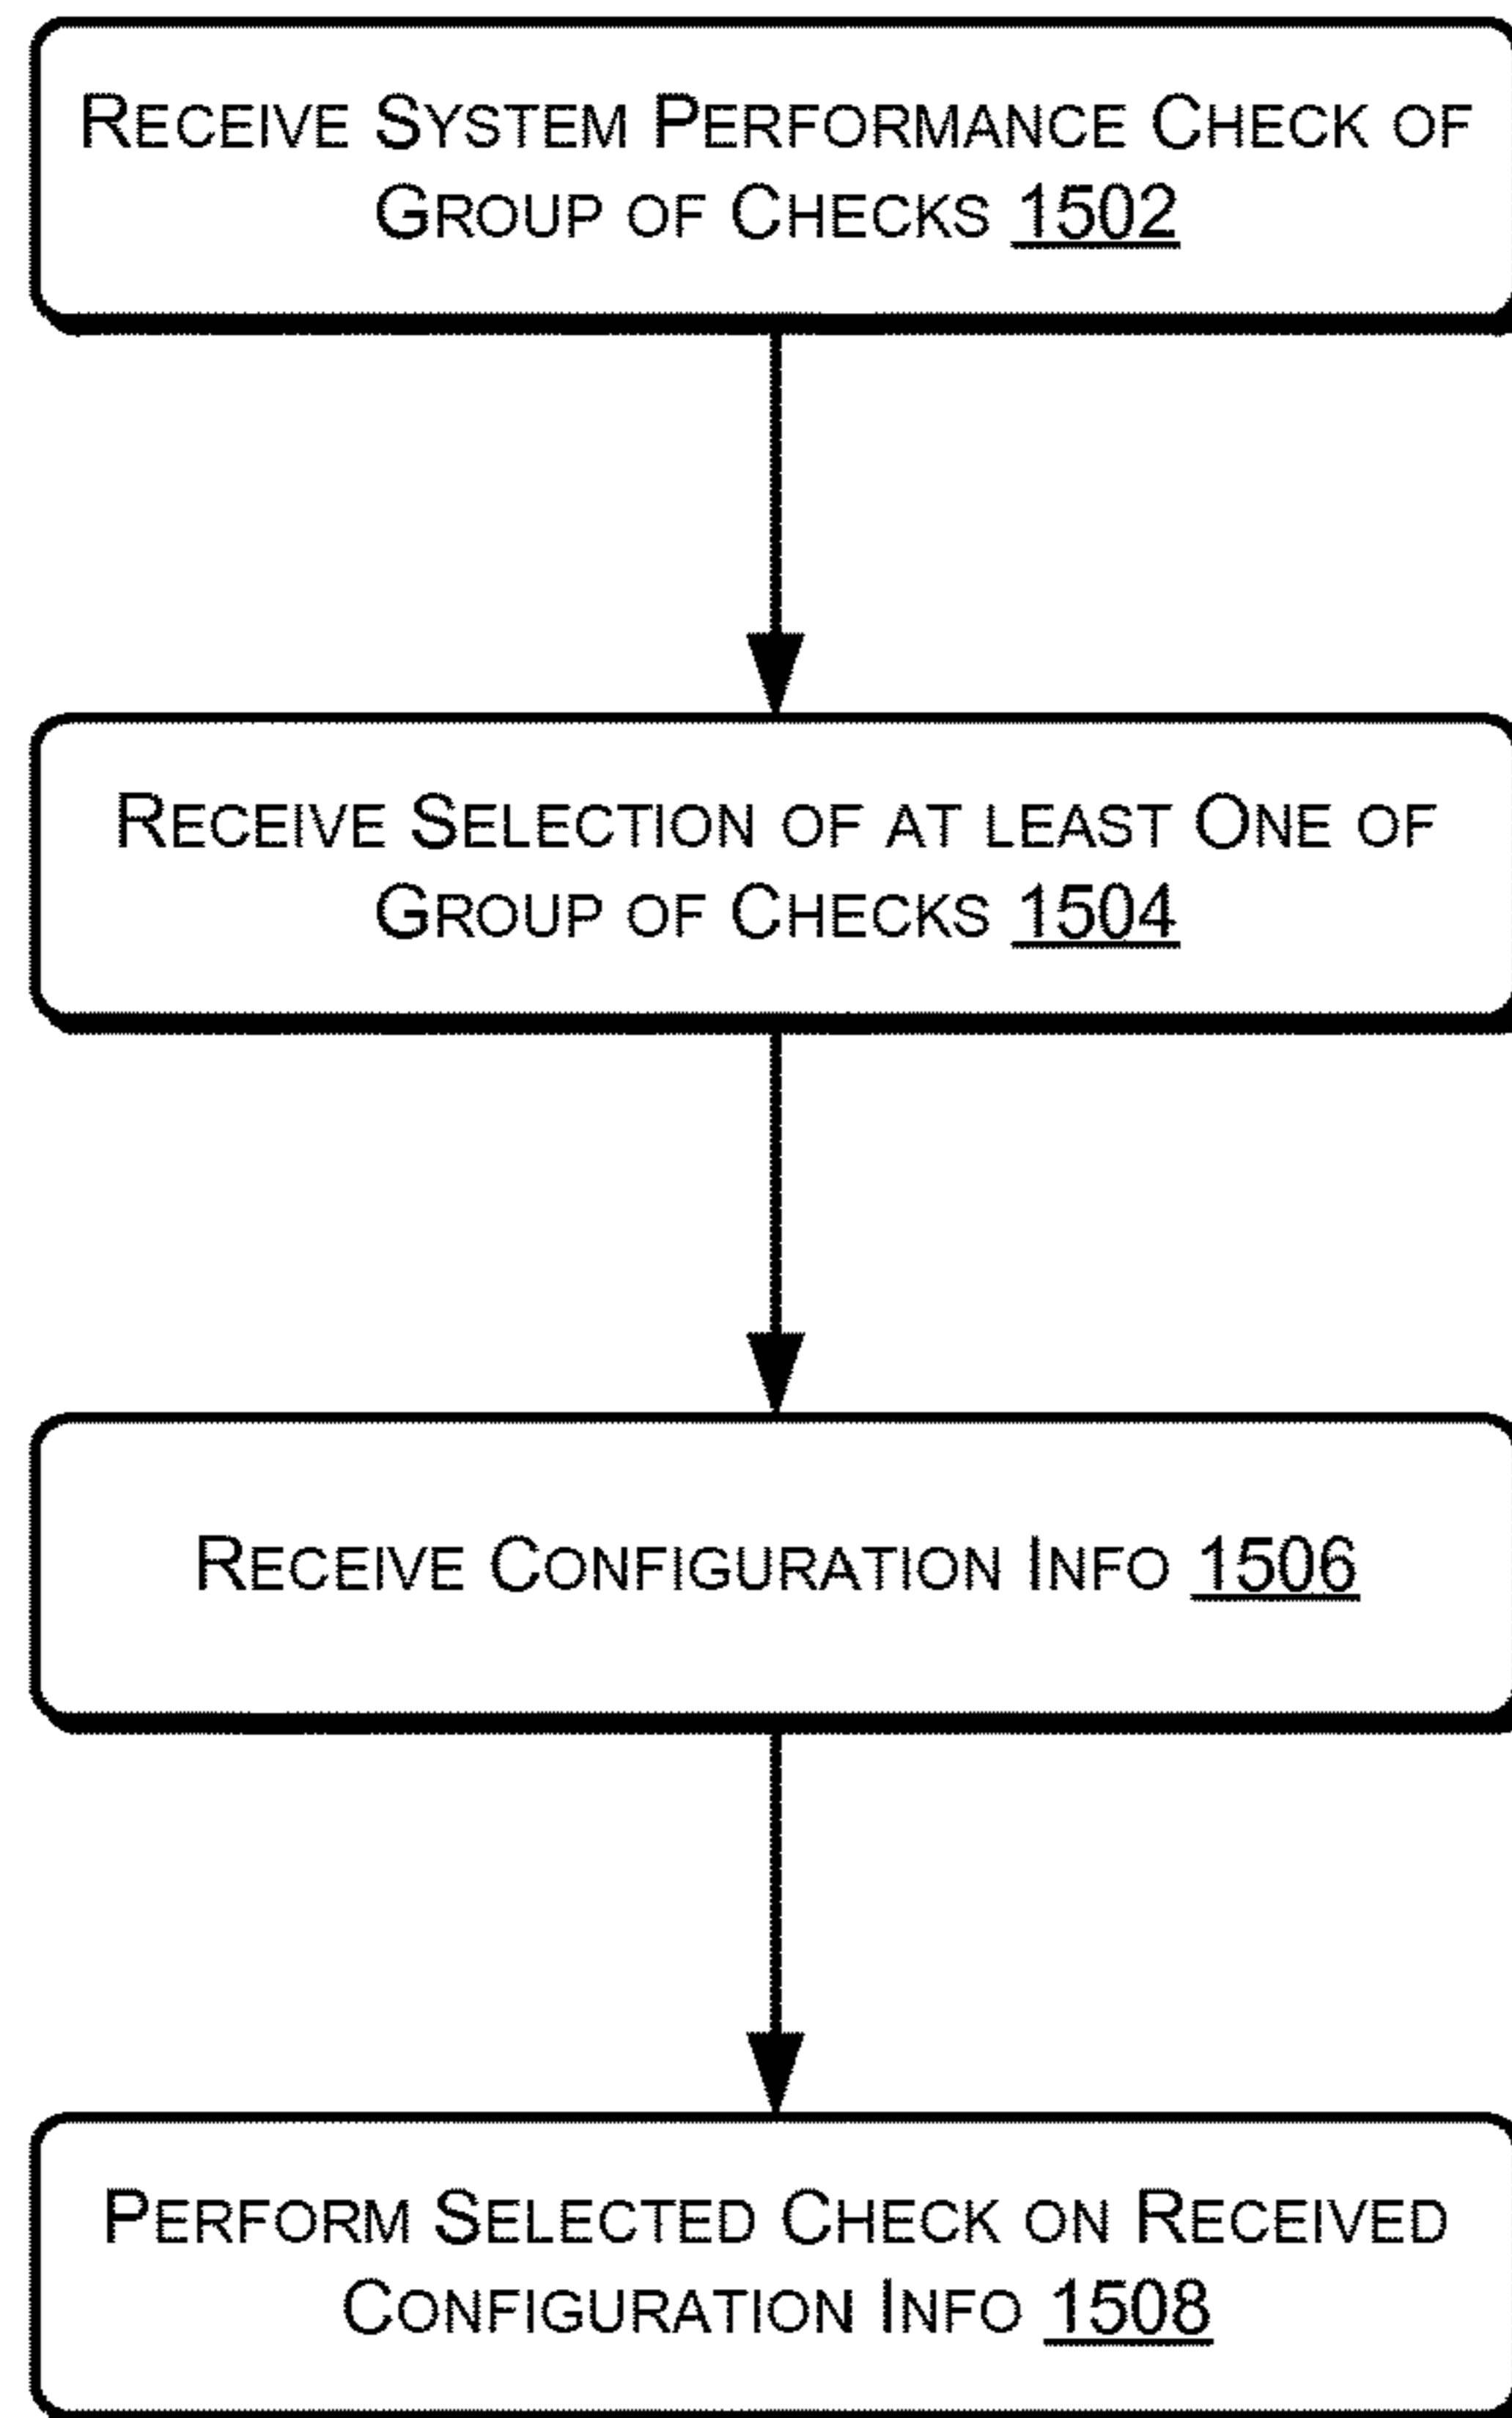 RECEIVE SYSTEM PERFORMANCE CHECK OF
GROUP OF CHECKS 1502
RECEIVE SELECTION OF AT LEAST ONE OF
GROUP OF CHECKS 1504
RECEIVE CONFIGURATION INFO 1506
PERFORM SELECTED CHECK ON RECEIVED
CONFIGURATION INFO 1508